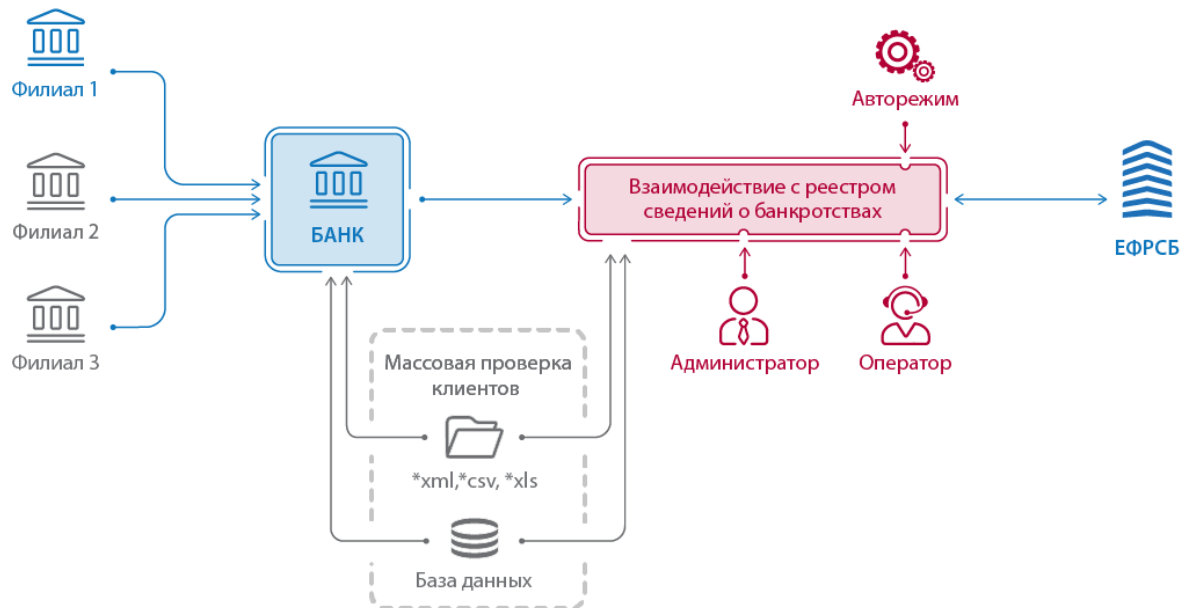 Филиал 1
Филиал 2
Филиал 3
БАНК
Массовая проверка
клиентов
*xml,*csv, *xls
База данных
Авторежим
Взаимодействие с реестром
сведений о банкротствах
Администратор
Оператор
ЕФРСБ